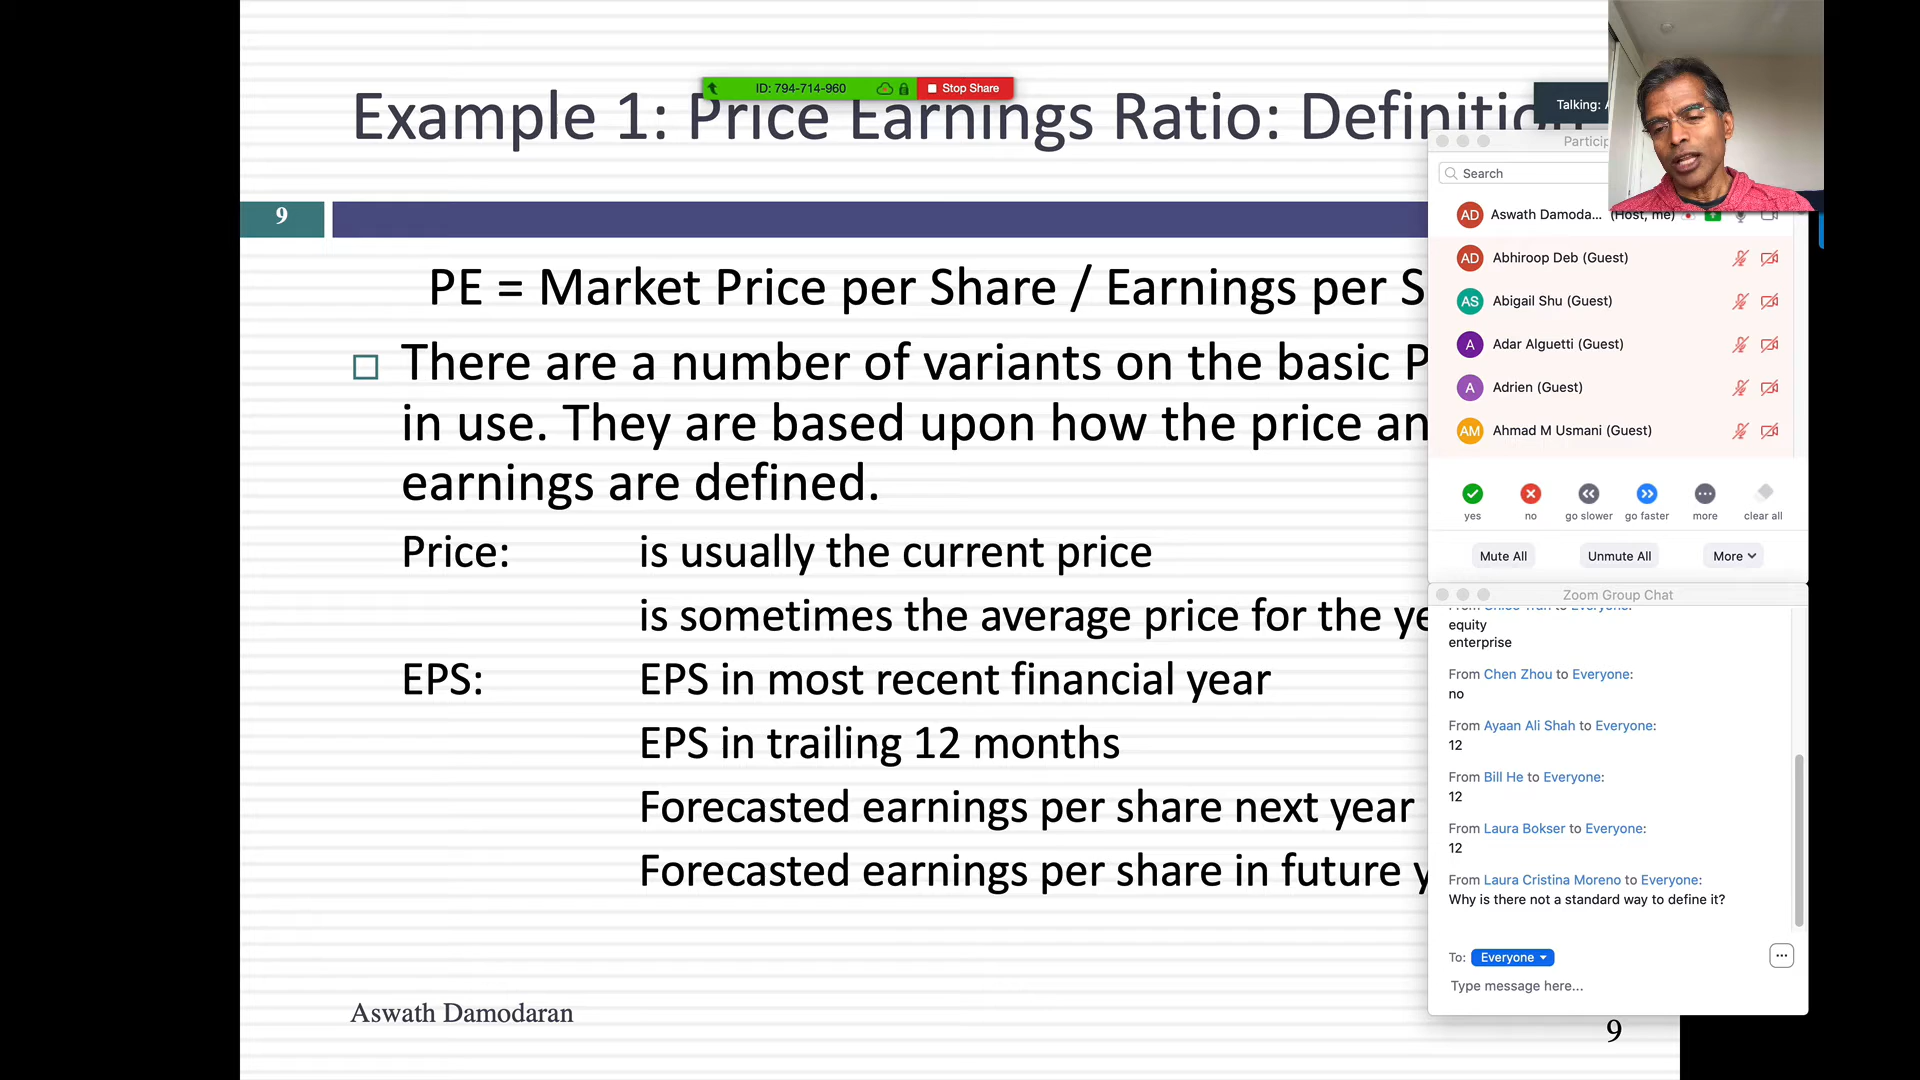 ID: 794-714-960
Stop Share
Example 1: Price Earnings Ratio:
Talking:
9
PE = Market Price per Share / Earnings per S
There are a number of variants on the basic P
in use. They are based upon how the price an
earnings are defined.
Price: is usually the current price
is sometimes the average price for the ye
EPS: EPS in most recent financial year
EPS in trailing 12 months
Forecasted earnings per share next year
Forecasted earnings per share in future y
Aswath Damodaran
9
Particip
Search
AD Aswath Damoda... (Host, me)
AD Abhiroop Deb (Guest)
AS Abigail Shu (Guest)
A Adar Alguetti (Guest)
A Adrien (Guest)
AM Ahmad M Usmani (Guest)
yes no go slower go faster more clear all
Mute All Unmute All More
Zoom Group Chat
to Everyone:
equity
enterprise
From Chen Zhou to Everyone:
no
From Ayaan Ali Shah to Everyone:
12
From Bill He to Everyone:
12
From Laura Bokser to Everyone:
12
From Laura Cristina Moreno to Everyone:
Why is there not a standard way to define it?
To: Everyone
Type message here...